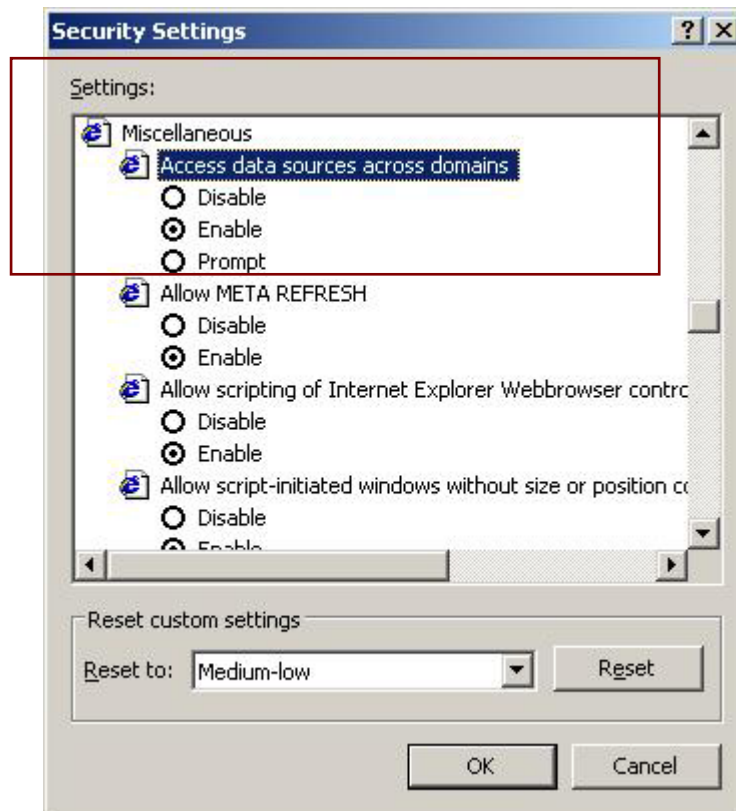 Security Settings
Settings:
Miscellaneous
Access data sources across domains
Disable
Enable
Prompt
Allow META REFRESH
Disable
Enable
Allow scripting of Internet Explorer Webbrowser contrc
Disable
Enable
Allow script-initiated windows without size or position
Disable
Enable
Reset custom settings
Reset to: Medium-low Reset
OK Cancel